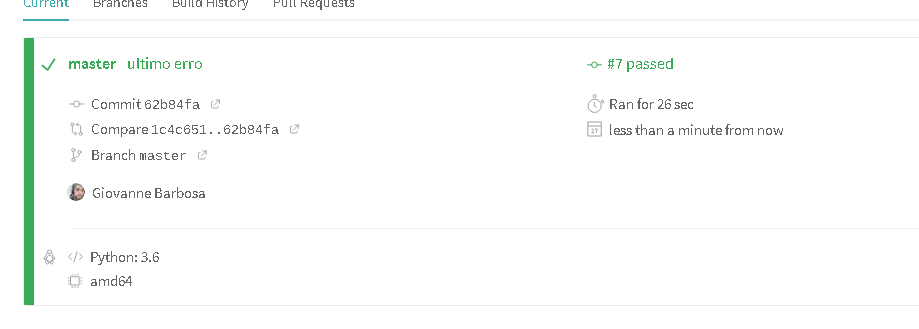 Current Branches Build History Pull Requests
master ultimo erro
#7 passed
Commit 62b84fa
Compare 1c4c651..62b84fa
Branch master
Ran for 26 sec
27 less than a minute from now
Giovanne Barbosa
</> Python: 3.6
amd64